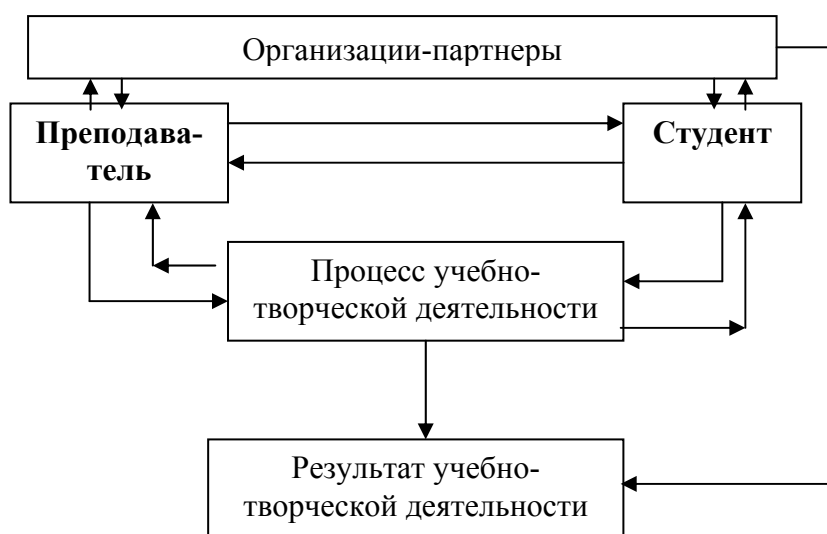 Организации-партнеры
Преподава-
тель
Студент
Процесс учебно-
творческой деятельности
Результат учебно-
творческой деятельности